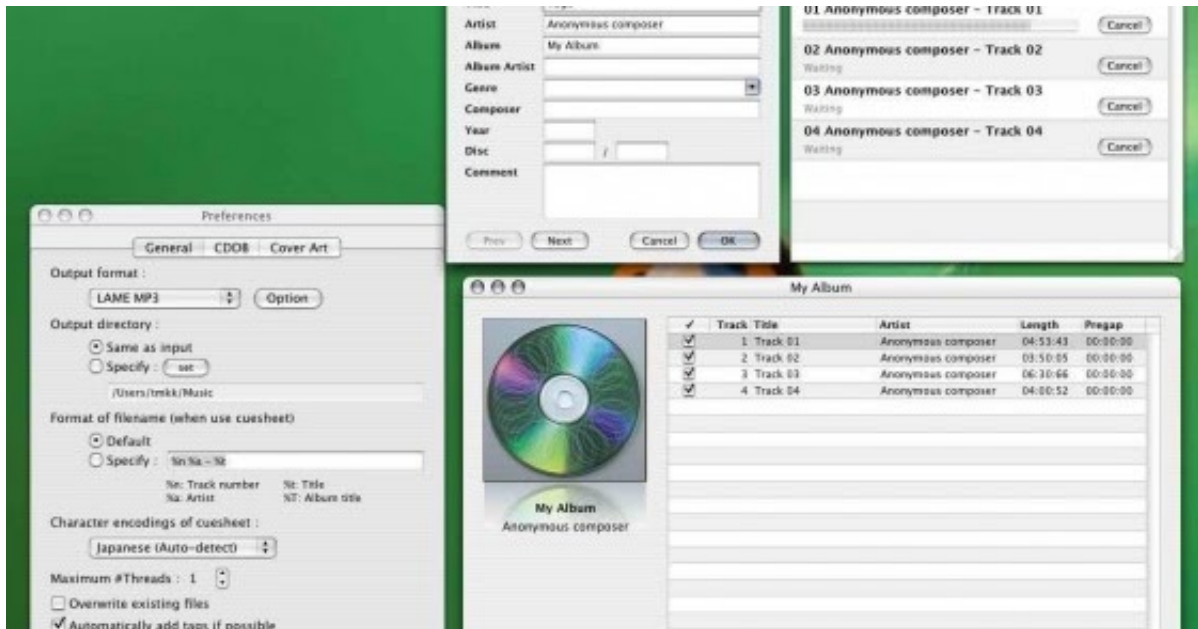 Artist Anonymous composer
Album My Album
Album Artist
Genre
Composer
Year
Disc /
Comment
Prev Next Cancel OK
01 Anonymous composer – Track 01
Cancel
02 Anonymous composer – Track 02
Waiting Cancel
03 Anonymous composer – Track 03
Waiting Cancel
04 Anonymous composer – Track 04
Waiting Cancel
Preferences
General CDDB Cover Art
Output format :
LAME MP3 Option
Output directory :
Same as input
Specify : set
/Users/tmkk/Music
Format of filename (when use cuesheet)
Default
Specify : %n %a – %t
%n: Track number %t: Title
%a: Artist %T: Album title
Character encodings of cuesheet :
Japanese (Auto-detect)
Maximum #Threads : 1
Overwrite existing files
Automatically add tags if possible
My Album
Track Title Artist Length Pregap
1 Track 01 Anonymous composer 04:53:43 00:00:00
2 Track 02 Anonymous composer 03:50:05 00:00:00
3 Track 03 Anonymous composer 06:30:66 00:00:00
4 Track 04 Anonymous composer 04:00:52 00:00:00
My Album
Anonymous composer